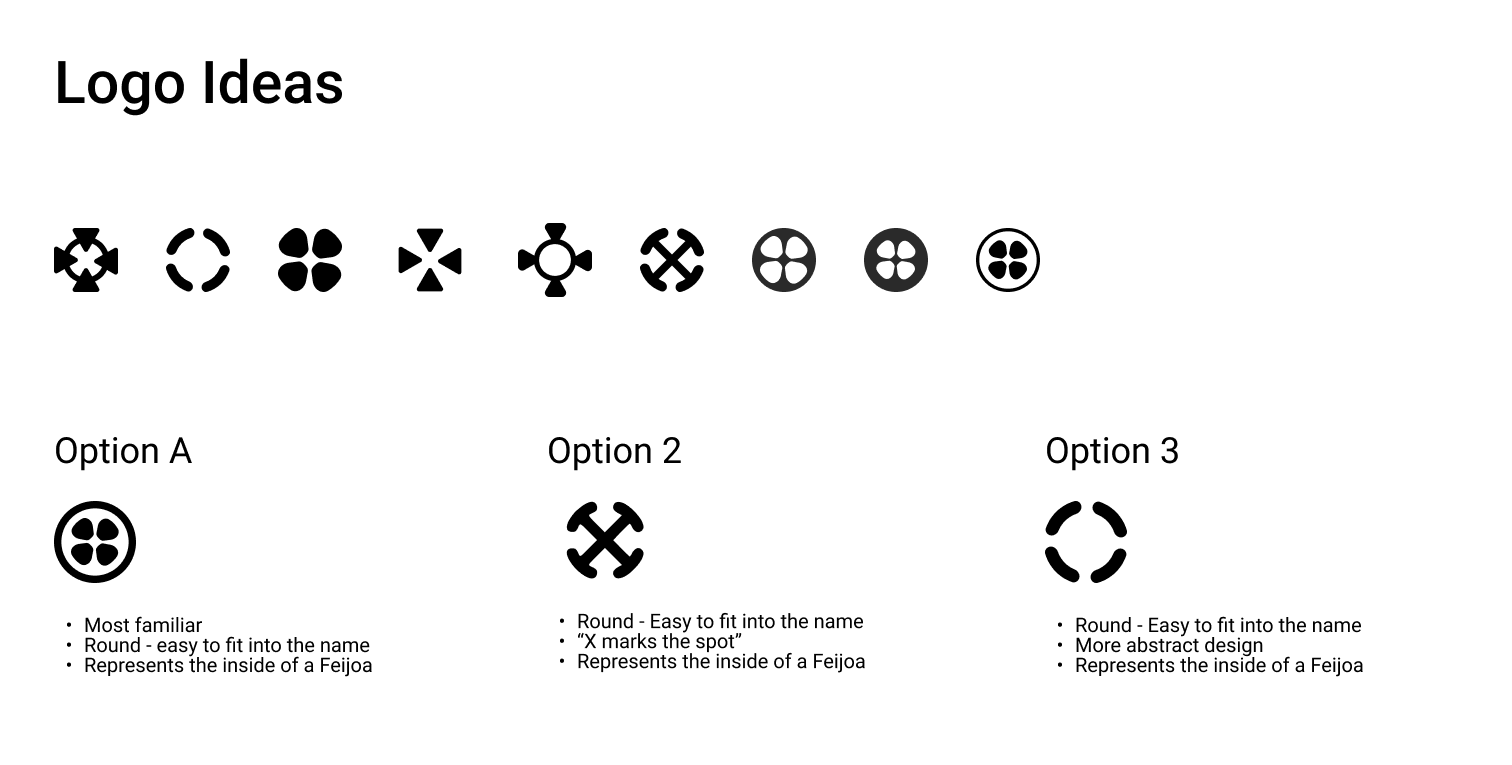 Logo Ideas
Option A
• Most familiar
• Round - easy to fit into the name
• Represents the inside of a Feijoa
Option 2
• Round - Easy to fit into the name
• “X marks the spot”
• Represents the inside of a Feijoa
Option 3
• Round - Easy to fit into the name
• More abstract design
• Represents the inside of a Feijoa